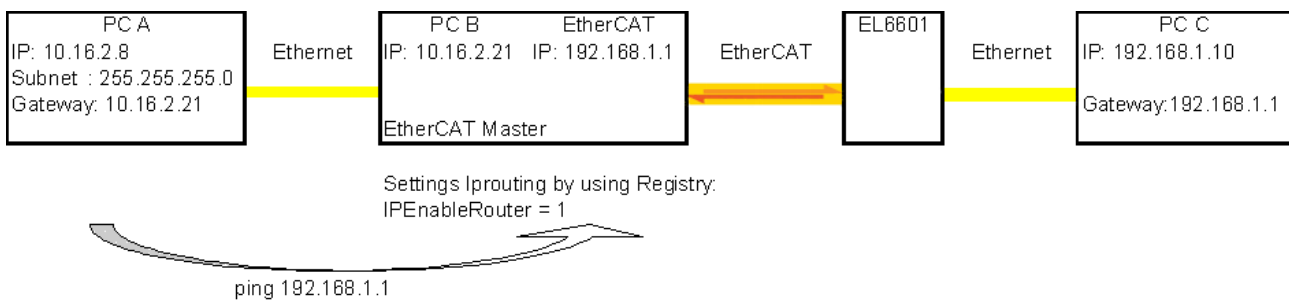 PC A
IP: 10.16.2.8
Subnet : 255.255.255.0
Gateway: 10.16.2.21
Ethernet
PC B
EtherCAT
IP: 10.16.2.21
IP: 192.168.1.1
EtherCAT Master
EtherCAT
EL6601
Ethernet
PC C
IP: 192.168.1.10
Gateway:192.168.1.1
Settings Iprouting by using Registry:
IPEnableRouter = 1
ping 192.168.1.1